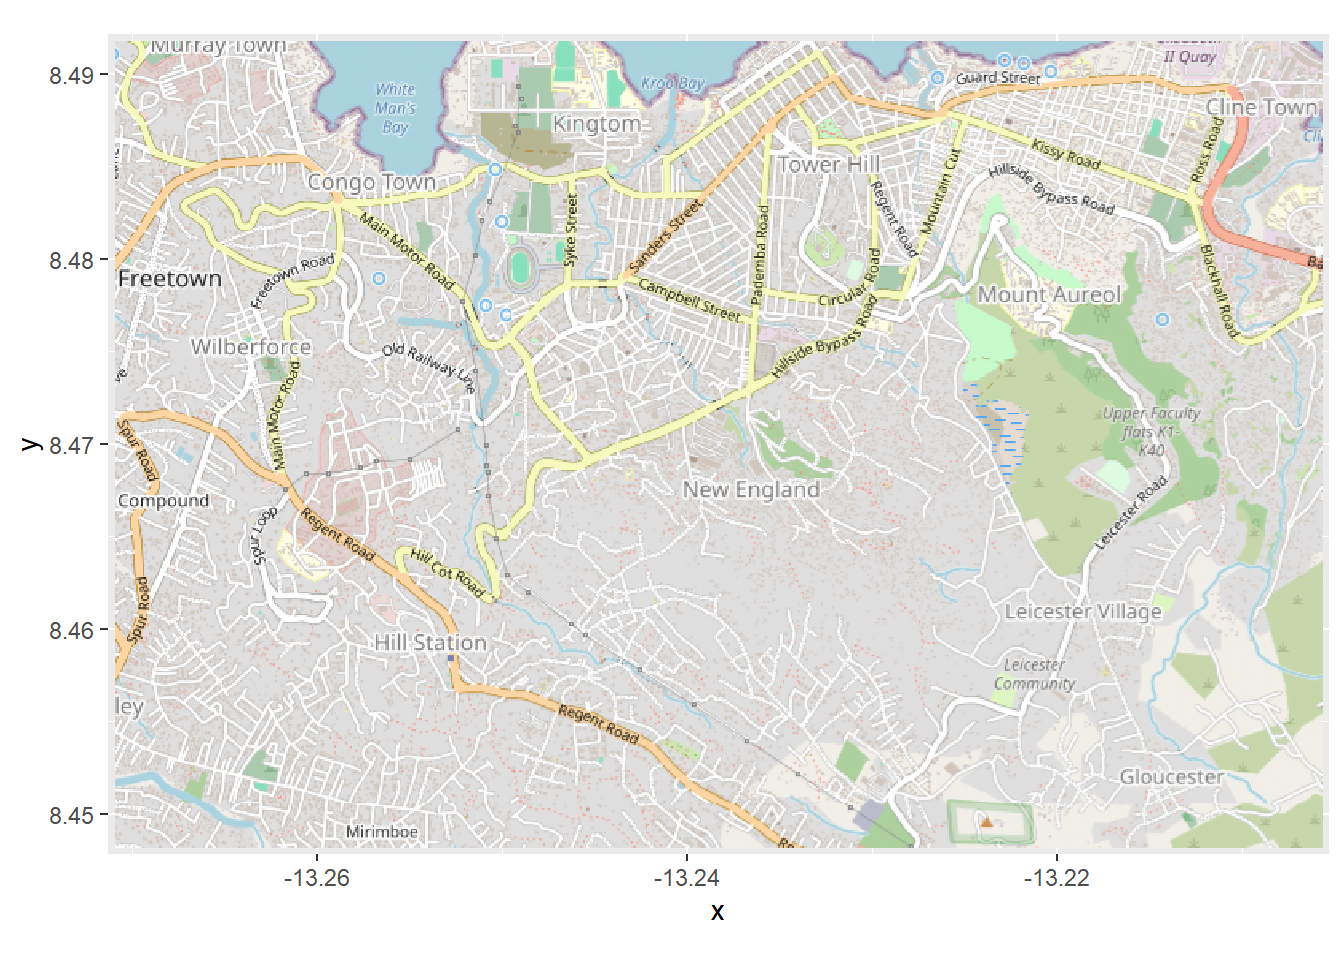 8.49
8.48
8.47
8.46
8.45
y
-13.26
-13.24
-13.22
x
Murray Town
White
Man's
Bay
Kroo Bay
Kingtom
Guard Street
II Quay
Cline Town
Congo Town
Tower Hill
Kissy Road
Ross Road
Hillside Bypass Road
Mountain Cut
Regent Road
Main Motor Road
Syke Street
Sanders Street
Pademba Road
Circular Road
Blackhall Road
Freetown
Freetown Road
Campbell Street
Mount Aureol
Wilberforce
Old Railway Line
Hillside Bypass Road
Main Motor Road
Upper Faculty
flats K1-
K40
Spur Road
New England
Compound
Spur Loop
Regent Road
Hill Cot Road
Leicester Road
Spur Road
Leicester Village
Hill Station
Leicester
Community
ley
Regent Road
Gloucester
Mirimboe